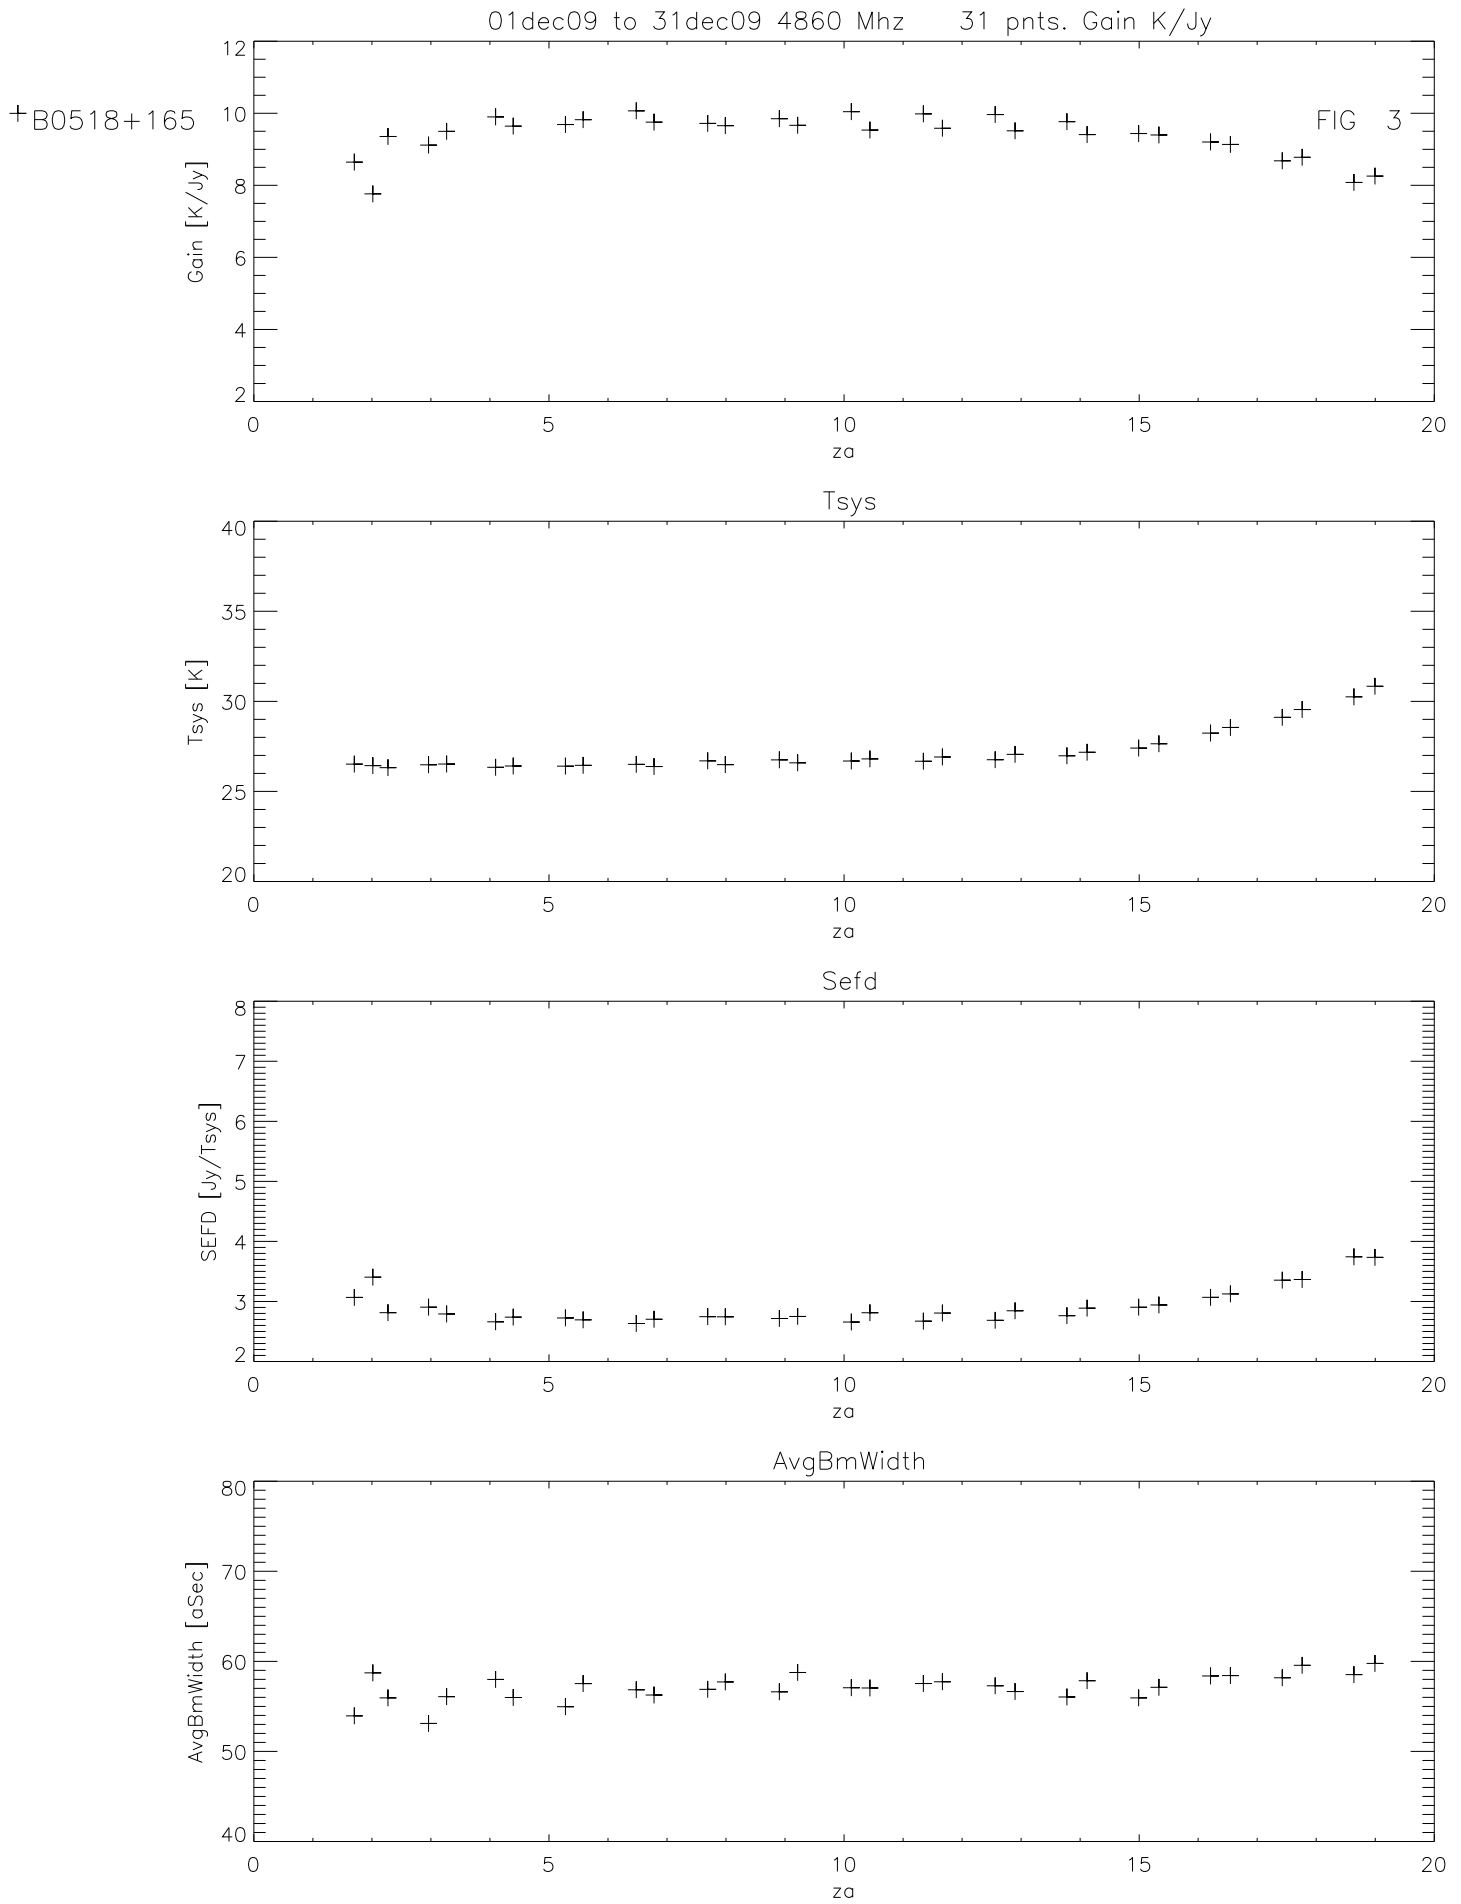 01dec09 to 31dec09 4860 Mhz 31 pnts. Gain K/Jy
+B0518+165
FIG 3
Gain [K/Jy]
12
10
8
6
4
2
0 5 10 15 20
za
Tsys
Tsys [K]
40
35
30
25
20
0 5 10 15 20
za
Sefd
SEFD [Jy/Tsys]
8
7
6
5
4
3
2
0 5 10 15 20
za
AvgBmWidth
AvgBmWidth [aSec]
80
70
60
50
40
0 5 10 15 20
za